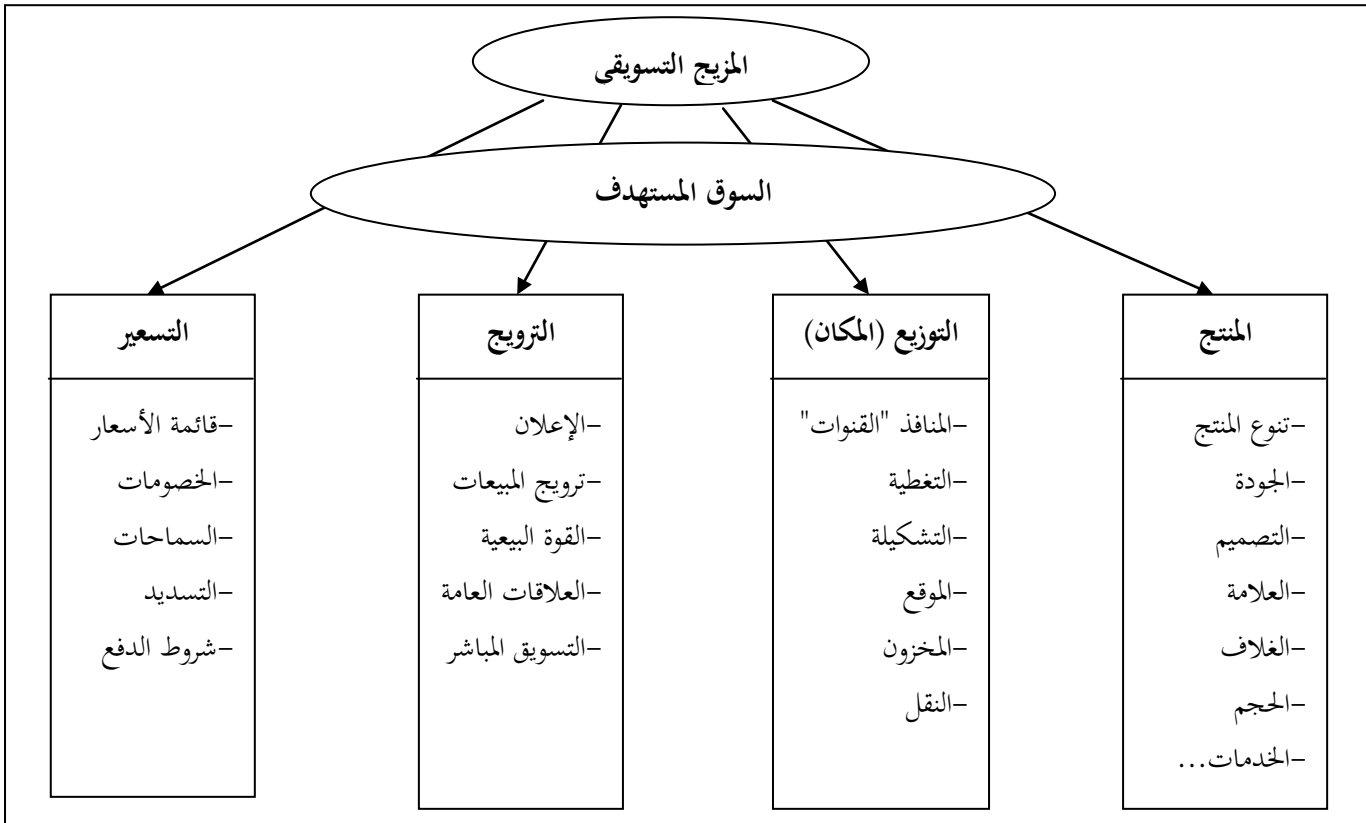 المزيج التسويقى
السوق المستهدف
المنتج
-تنوع المنتج
-الجودة
-التصميم
-العلامة
-الغلاف
-الحجم
-الخدمات...
التوزيع (المكان)
-المنافذ "القنوات"
-التغطية
-التشكيلة
-الموقع
-المخزون
-النقل
الترويج
-الإعلان
-ترويج المبيعات
-القوة البيعية
-العلاقات العامة
-التسويق المباشر
التسعير
-قائمة الأسعار
-الخصومات
-السماحات
-التسديد
-شروط الدفع